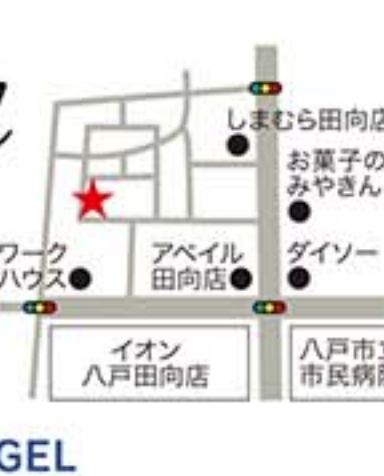 しまむら田向店
お菓子の
みやきん
ワーク
ハウス
アベイル
田向店
ダイソー
イオン
八戸田向店
八戸市
市民病院
GEL